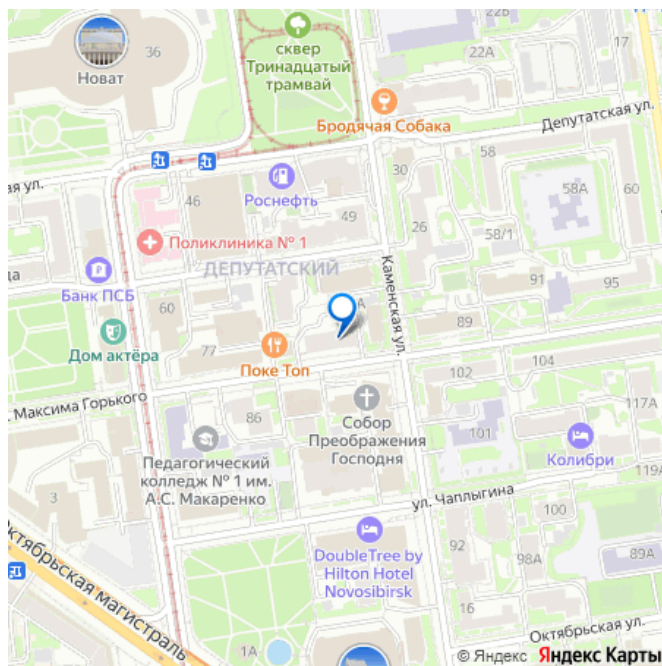 22Б
17
36
Новат
сквер
Тринадцатый
трамвай
22А
Бродячая Собака
Депутатская ул.
ая ул.
58
30
46
Роснефть
58А
60
49
26
Поликлиника № 1
58/1
ДЕПУТАТСКИЙ
да
Банк ПСБ
Каменская ул.
91
95
60
А
89
Дом актёра
77
Поке Топ
104
102
. Максима Горького
86
Собор
Преображения
Господня
117А
101
Педагогический
колледж № 1 им.
А.С. Макаренко
Колибри
3
119А
ул. Чаплыгина
100
Октябрьская магистраль
DoubleTree by
Hilton Hotel
Novosibirsk
92
98А
89А
16
1А
Октябрьская ул.
© Яндекс Яндекс Карты